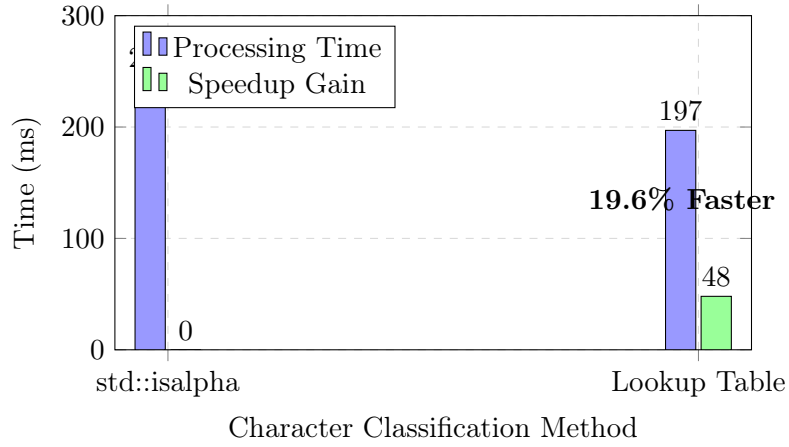 300
200
100
0
Time (ms)
Processing Time
Speedup Gain
0
197
19.6% Faster
48
std::isalpha
Lookup Table
Character Classification Method